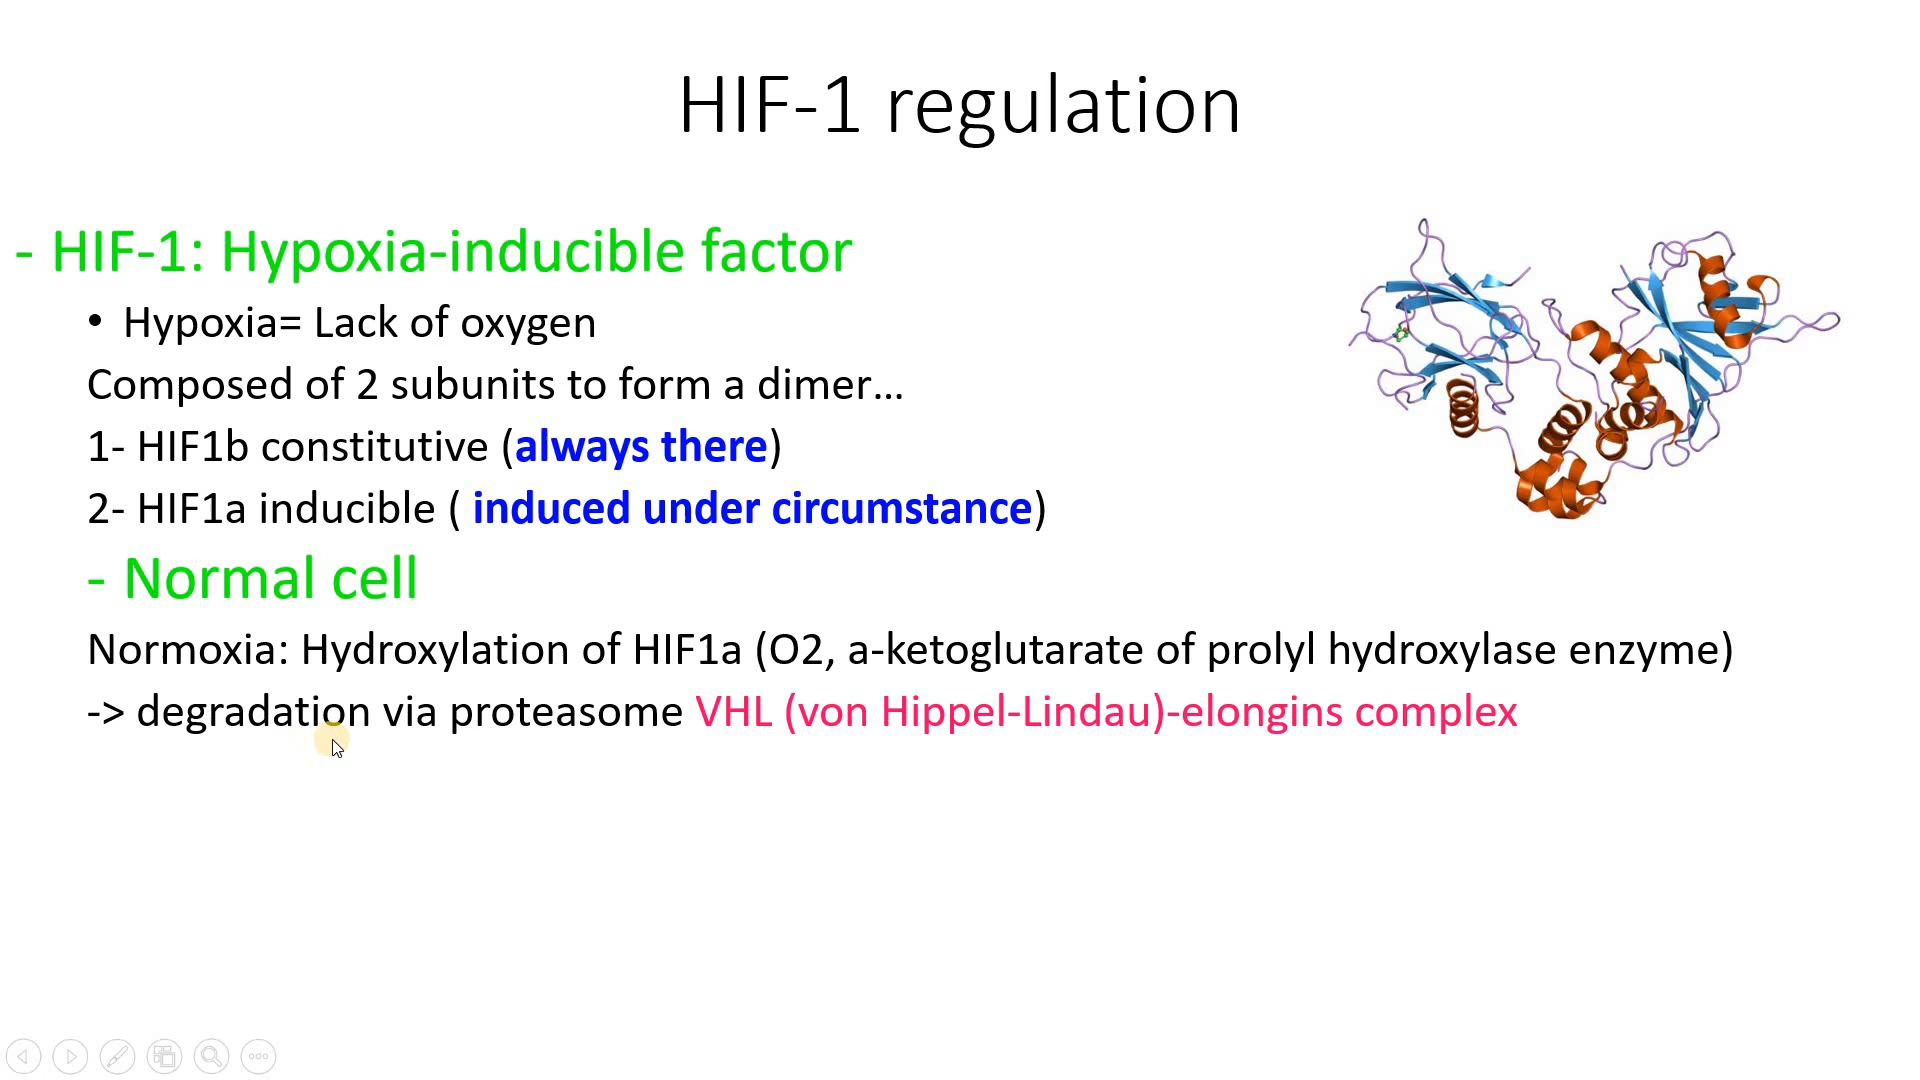 HIF-1 regulation
- HIF-1: Hypoxia-inducible factor
• Hypoxia= Lack of oxygen
Composed of 2 subunits to form a dimer…
1- HIF1b constitutive (always there)
2- HIF1a inducible ( induced under circumstance)
- Normal cell
Normoxia: Hydroxylation of HIF1a (O2, a-ketoglutarate of prolyl hydroxylase enzyme)
-> degradation via proteasome VHL (von Hippel-Lindau)-elongins complex